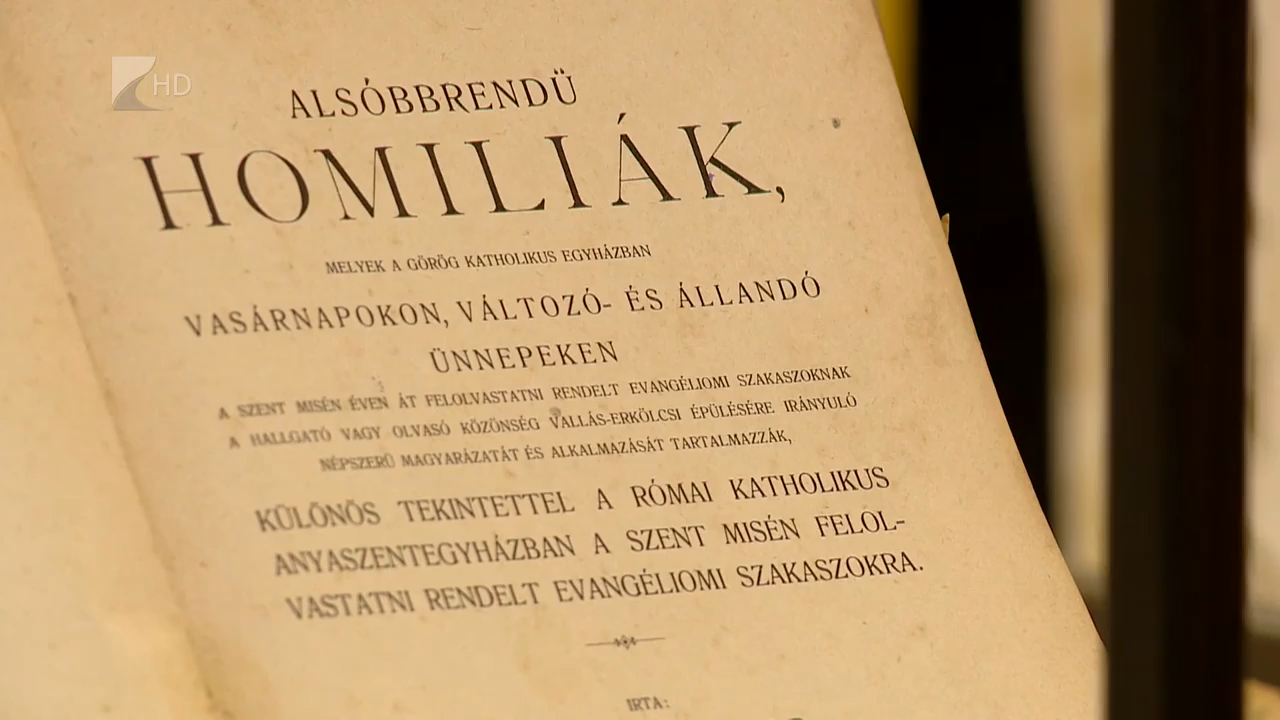 HD
ALSÓBBRENDÜ
HOMILIÁK,
MELYEK A GÖRÖG KATHOLIKUS EGYHÁZBAN
VASÁRNAPOKON, VÁLTOZÓ- ÉS ÁLLANDÓ
ÜNNEPEKEN
A SZENT MISÉN ÉVEN ÁT FELOLVASTATNI RENDELT EVANGÉLIOMI SZAKASZOKNAK
A HALLGATÓ VAGY OLVASÓ KÖZÖNSÉG VALLÁS-ERKÖLCSI ÉPÜLÉSÉRE IRÁNYULÓ
NÉPSZERŰ MAGYARÁZATÁT ÉS ALKALMAZÁSÁT TARTALMAZZÁK,
KÜLÖNÖS TEKINTETTEL A RÓMAI KATHOLIKUS
ANYASZENTEGYHÁZBAN A SZENT MISÉN FELOL-
VASTATNI RENDELT EVANGÉLIOMI SZAKASZOKRA.
IRTA: